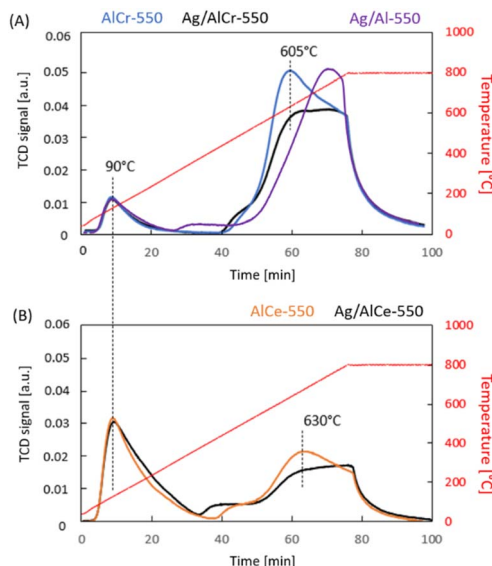 (A) AlCr-550 Ag/AlCr-550 Ag/Al-550
0.06 1000
0.05 800
0.04 600
0.03 400
0.02 200
0.01 0
0
605°C
90°C
TCD signal [a.u.]
Temperature [°C]
0 20 40 60 80 100
Time [min]
(B) AlCe-550 Ag/AlCe-550
0.06 1000
0.05 800
0.04 600
0.03 400
0.02 200
0.01 0
0
630°C
TCD signal [a.u.]
Temperature [°C]
0 20 40 60 80 100
Time [min]